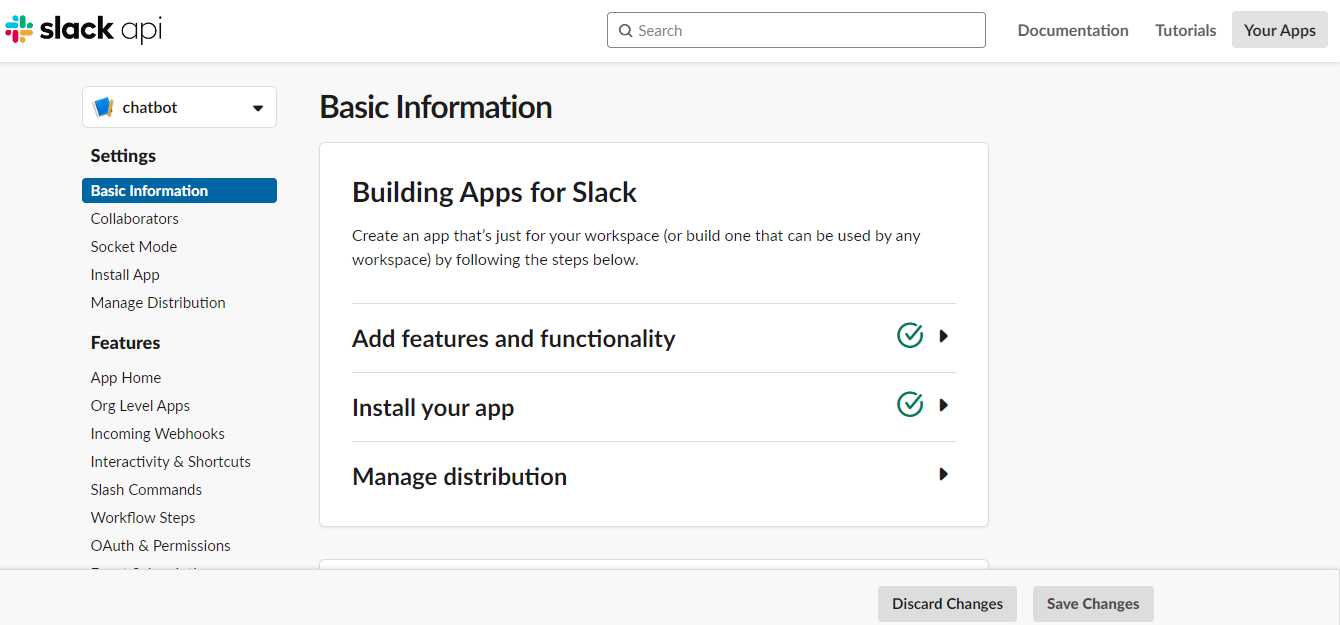 slack api
Search
Documentation
Tutorials
Your Apps
chatbot
Settings
Basic Information
Collaborators
Socket Mode
Install App
Manage Distribution
Features
App Home
Org Level Apps
Incoming Webhooks
Interactivity & Shortcuts
Slash Commands
Workflow Steps
OAuth & Permissions
Basic Information
Building Apps for Slack
Create an app that’s just for your workspace (or build one that can be used by any
workspace) by following the steps below.
Add features and functionality
Install your app
Manage distribution
Discard Changes
Save Changes